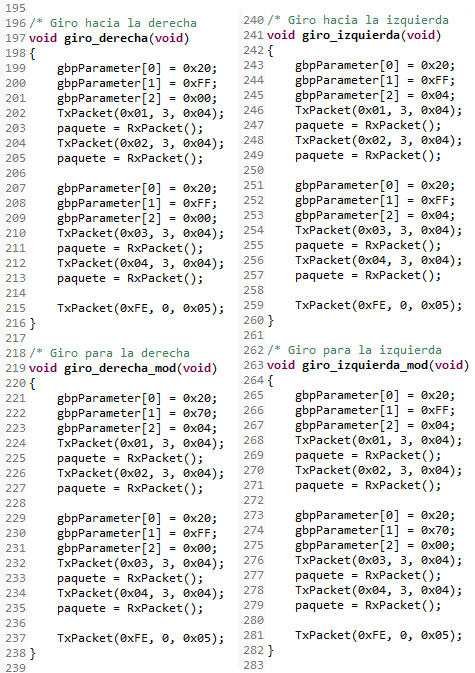 195
196 /* Giro hacia la derecha
197 void giro_derecha(void)
198 {
199     gbpParameter[0] = 0x20;
200     gbpParameter[1] = 0xFF;
201     gbpParameter[2] = 0x00;
202     TxPacket(0x01, 3, 0x04);
203     paquete = RxPacket();
204     TxPacket(0x02, 3, 0x04);
205     paquete = RxPacket();
206
207     gbpParameter[0] = 0x20;
208     gbpParameter[1] = 0xFF;
209     gbpParameter[2] = 0x00;
210     TxPacket(0x03, 3, 0x04);
211     paquete = RxPacket();
212     TxPacket(0x04, 3, 0x04);
213     paquete = RxPacket();
214
215     TxPacket(0xFE, 0, 0x05);
216 }
217
218 /* Giro para la derecha
219 void giro_derecha_mod(void)
220 {
221     gbpParameter[0] = 0x20;
222     gbpParameter[1] = 0x70;
223     gbpParameter[2] = 0x04;
224     TxPacket(0x01, 3, 0x04);
225     paquete = RxPacket();
226     TxPacket(0x02, 3, 0x04);
227     paquete = RxPacket();
228
229     gbpParameter[0] = 0x20;
230     gbpParameter[1] = 0xFF;
231     gbpParameter[2] = 0x00;
232     TxPacket(0x03, 3, 0x04);
233     paquete = RxPacket();
234     TxPacket(0x04, 3, 0x04);
235     paquete = RxPacket();
236
237     TxPacket(0xFE, 0, 0x05);
238 }
239
240 /* Giro hacia la izquierda
241 void giro_izquierda(void)
242 {
243     gbpParameter[0] = 0x20;
244     gbpParameter[1] = 0xFF;
245     gbpParameter[2] = 0x04;
246     TxPacket(0x01, 3, 0x04);
247     paquete = RxPacket();
248     TxPacket(0x02, 3, 0x04);
249     paquete = RxPacket();
250
251     gbpParameter[0] = 0x20;
252     gbpParameter[1] = 0xFF;
253     gbpParameter[2] = 0x04;
254     TxPacket(0x03, 3, 0x04);
255     paquete = RxPacket();
256     TxPacket(0x04, 3, 0x04);
257     paquete = RxPacket();
258
259     TxPacket(0xFE, 0, 0x05);
260 }
261
262 /* Giro para la izquierda
263 void giro_izquierda_mod(void)
264 {
265     gbpParameter[0] = 0x20;
266     gbpParameter[1] = 0xFF;
267     gbpParameter[2] = 0x04;
268     TxPacket(0x01, 3, 0x04);
269     paquete = RxPacket();
270     TxPacket(0x02, 3, 0x04);
271     paquete = RxPacket();
272
273     gbpParameter[0] = 0x20;
274     gbpParameter[1] = 0x70;
275     gbpParameter[2] = 0x00;
276     TxPacket(0x03, 3, 0x04);
277     paquete = RxPacket();
278     TxPacket(0x04, 3, 0x04);
279     paquete = RxPacket();
280
281     TxPacket(0xFE, 0, 0x05);
282 }
283